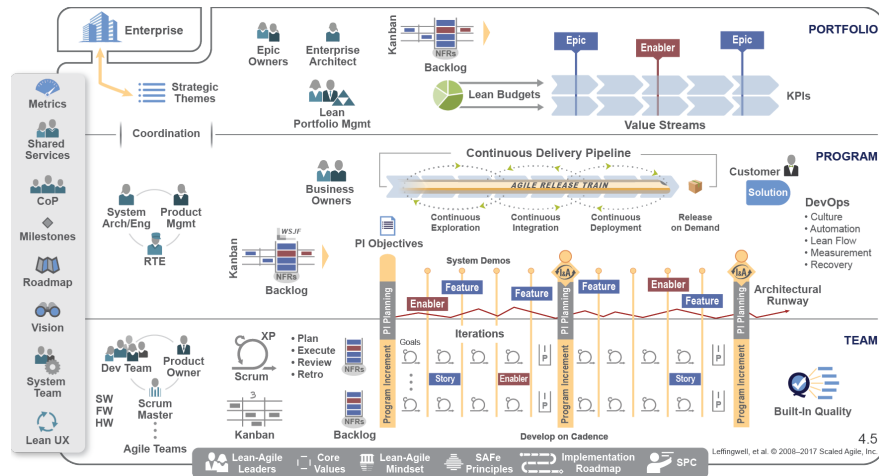 Enterprise
Strategic
Themes
Epic
Owners
Enterprise
Architect
Lean
Portfolio Mgmt
Kanban
NFRs
Backlog
Lean Budgets
Epic
Enabler
Epic
Value Streams
KPIs
PORTFOLIO
Metrics
Shared
Services
CoP
Milestones
Roadmap
Vision
System
Team
Lean UX
Coordination
System
Arch/Eng
Product
Mgmt
RTE
Business
Owners
Kanban
WSJF
NFRs
Backlog
PI Objectives
Continuous Delivery Pipeline
AGILE RELEASE TRAIN
Continuous
Exploration
Continuous
Integration
Continuous
Deployment
Release
on Demand
Customer
Solution
PROGRAM
DevOps
• Culture
• Automation
• Lean Flow
• Measurement
• Recovery
System Demos
I&A
I&A
Enabler
Feature
Feature
Feature
Enabler
Feature
Architectural
Runway
PI Planning
PI Planning
PI Planning
Dev Team
Product
Owner
Scrum
Master
SW
FW
HW
Agile Teams
XP
Scrum
• Plan
• Execute
• Review
• Retro
NFRs
3
Kanban
NFRs
Backlog
Iterations
Goals
Program Increment
Program Increment
Program Increment
Story
Enabler
Story
I P
I P
I P
I P
Develop on Cadence
TEAM
Built-In Quality
4.5
Leffingwell, et al. © 2008–2017 Scaled Agile, Inc.
Lean-Agile
Leaders
Core
Values
Lean-Agile
Mindset
SAFe
Principles
Implementation
Roadmap
SPC